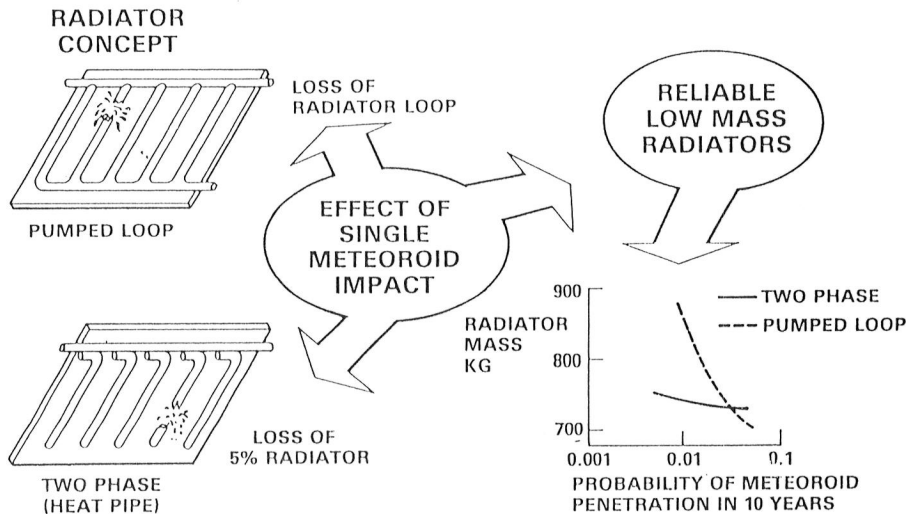 RADIATOR
CONCEPT
PUMPED LOOP
LOSS OF
RADIATOR LOOP
EFFECT OF
SINGLE
METEOROID
IMPACT
RELIABLE
LOW MASS
RADIATORS
TWO PHASE
(HEAT PIPE)
LOSS OF
5% RADIATOR
RADIATOR
MASS
KG
900
800
700
TWO PHASE
PUMPED LOOP
0.001
0.01
0.1
PROBABILITY OF METEOROID
PENETRATION IN 10 YEARS